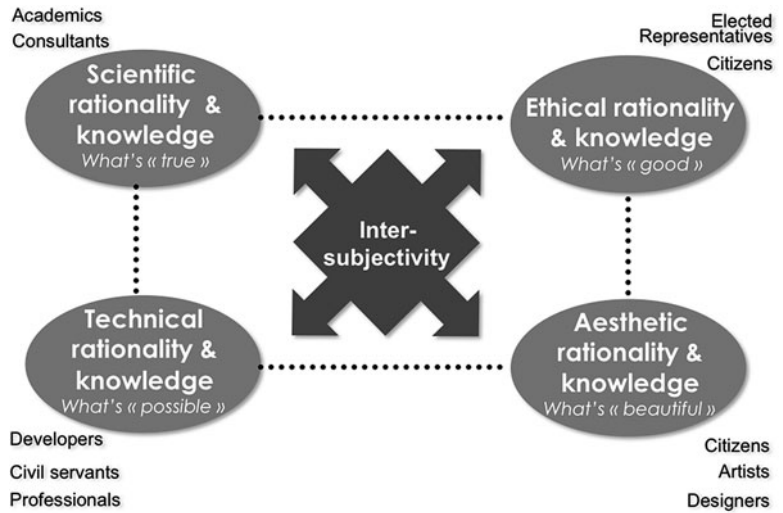 Academics
Consultants
Scientific
rationality &
knowledge
What's « true »
Elected
Representatives
Citizens
Ethical rationality
& knowledge
What's « good »
Inter-
subjectivity
Technical
rationality &
knowledge
What's « possible »
Developers
Civil servants
Professionals
Aesthetic
rationality &
knowledge
What's « beautiful »
Citizens
Artists
Designers